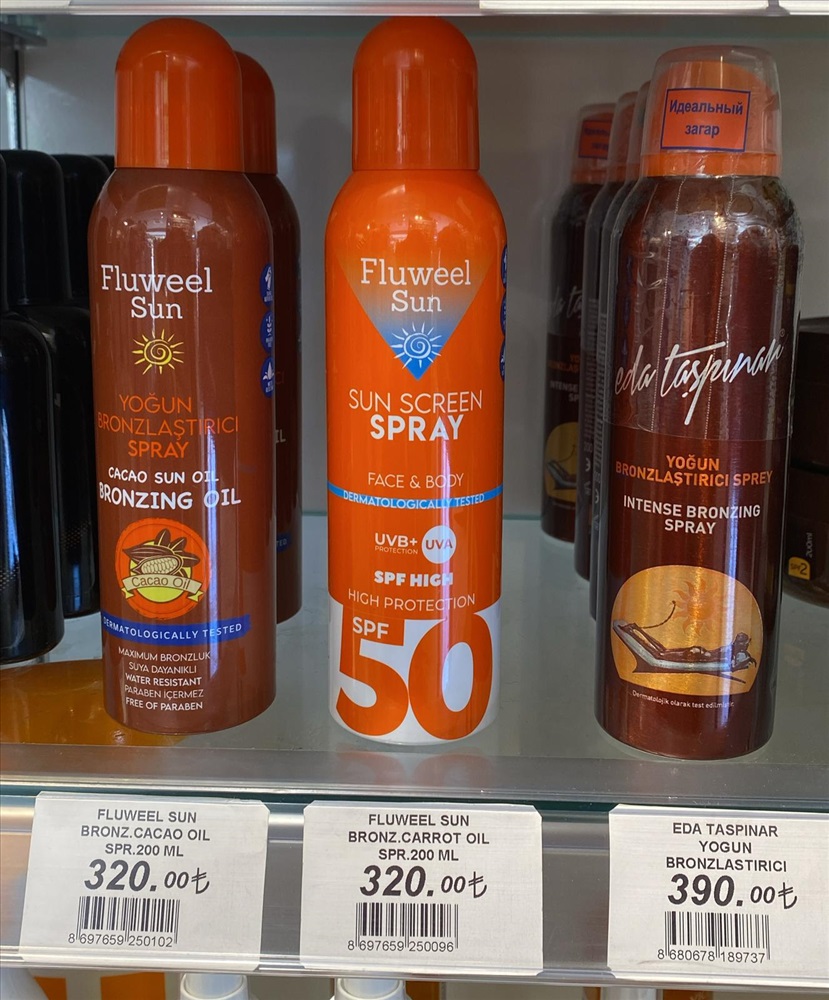 Fluweel
Sun
YOĞUN
BRONZLAŞTIRICI
SPRAY
CACAO SUN OIL
BRONZING OIL
Cacao Oil
DERMATOLOGICALLY TESTED
MAXIMUM BRONZLUK
SUYA DAYANIKLI
WATER RESISTANT
PARABEN İÇERMEZ
FREE OF PARABEN
Fluweel
Sun
SUN SCREEN
SPRAY
FACE & BODY
DERMATOLOGICALLY TESTED
UVB+
PROTECTION
UVA
SPF HIGH
HIGH PROTECTION
SPF
50
Идеальный
загар
eda taşpınar
YOĞUN
BRONZLAŞTIRICI SPREY
INTENSE BRONZING
SPRAY
Dermatolojik olarak test edilmiştir.
FLUWEEL SUN
BRONZ.CACAO OIL
SPR.200 ML
320.00₺
8 697659 250102
FLUWEEL SUN
BRONZ.CARROT OIL
SPR.200 ML
320.00₺
8 697659 250096
EDA TASPINAR
YOGUN
BRONZLASTIRICI
390.00₺
8 680678 189737